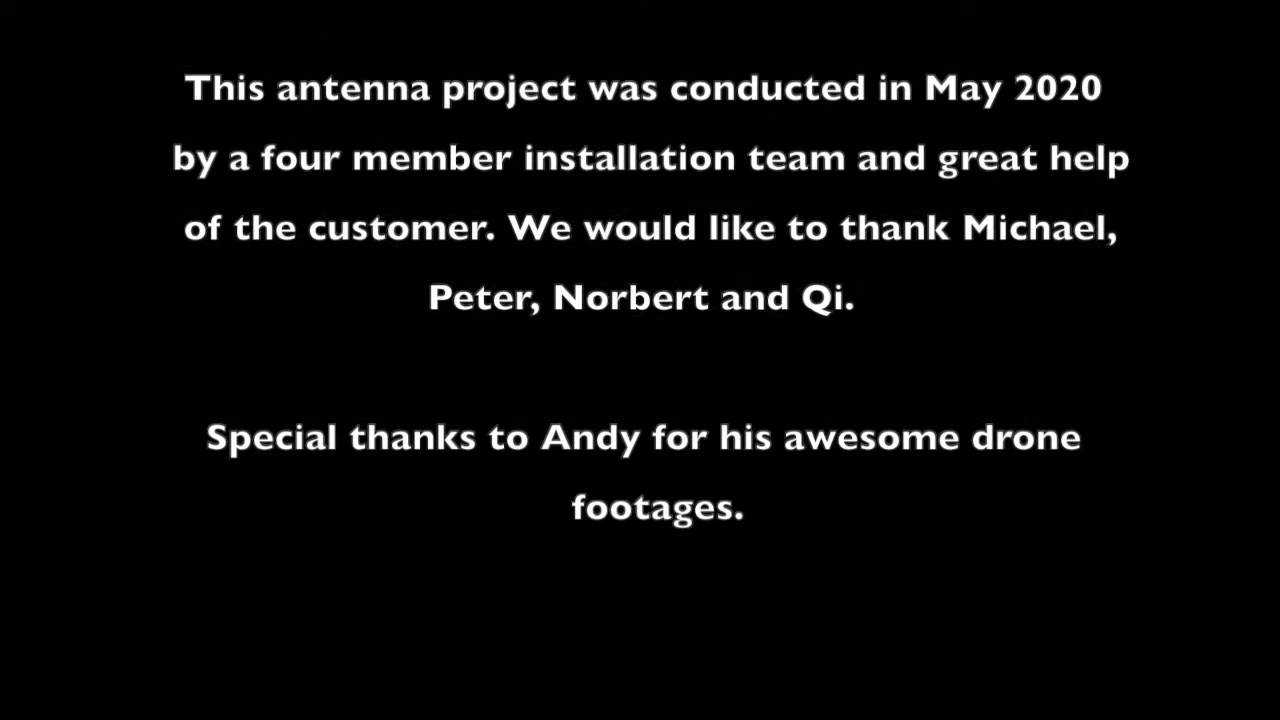 This antenna project was conducted in May 2020
by a four member installation team and great help
of the customer. We would like to thank Michael,
Peter, Norbert and Qi.
Special thanks to Andy for his awesome drone
footages.